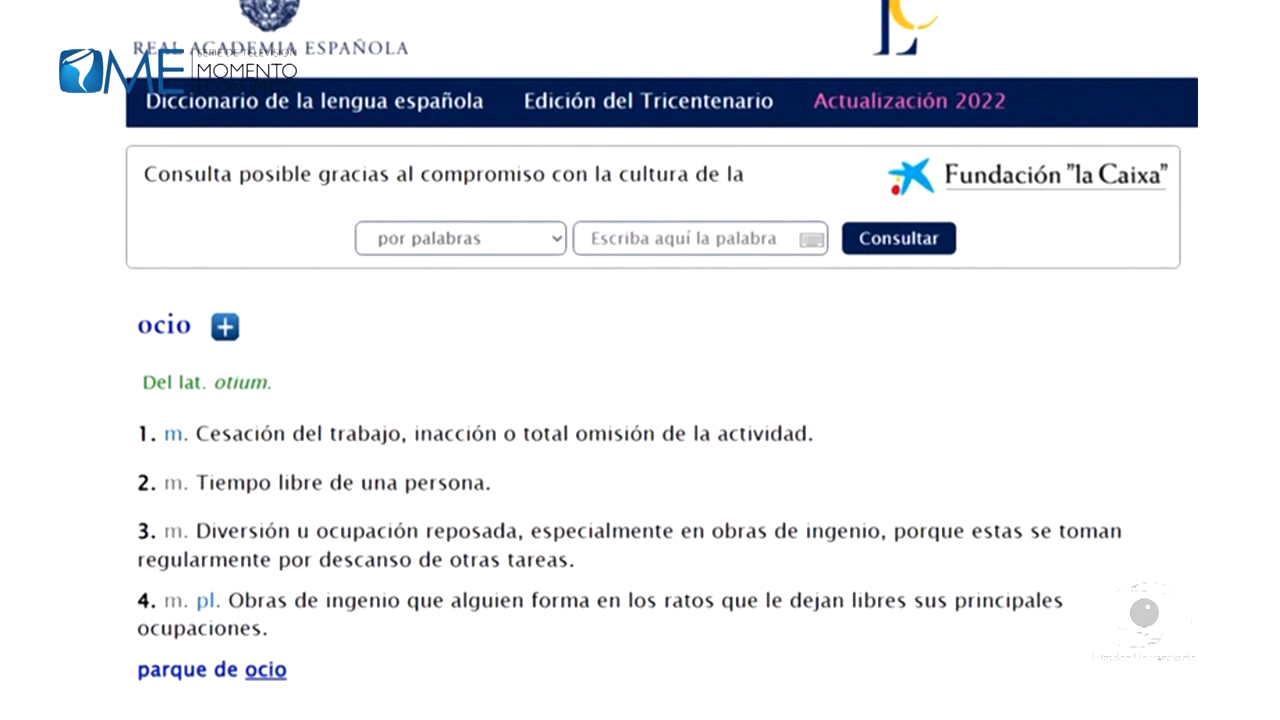 REAL ACADEMIA ESPAÑOLA
SERIE DE TELEVISIÓN
ME MOMENTO
Diccionario de la lengua española Edición del Tricentenario Actualización 2022
Consulta posible gracias al compromiso con la cultura de la Fundación "la Caixa"
por palabras Escriba aquí la palabra Consultar
ocio +
Del lat. otium.
1. m. Cesación del trabajo, inacción o total omisión de la actividad.
2. m. Tiempo libre de una persona.
3. m. Diversión u ocupación reposada, especialmente en obras de ingenio, porque estas se toman
regularmente por descanso de otras tareas.
4. m. pl. Obras de ingenio que alguien forma en los ratos que le dejan libres sus principales
ocupaciones.
parque de ocio